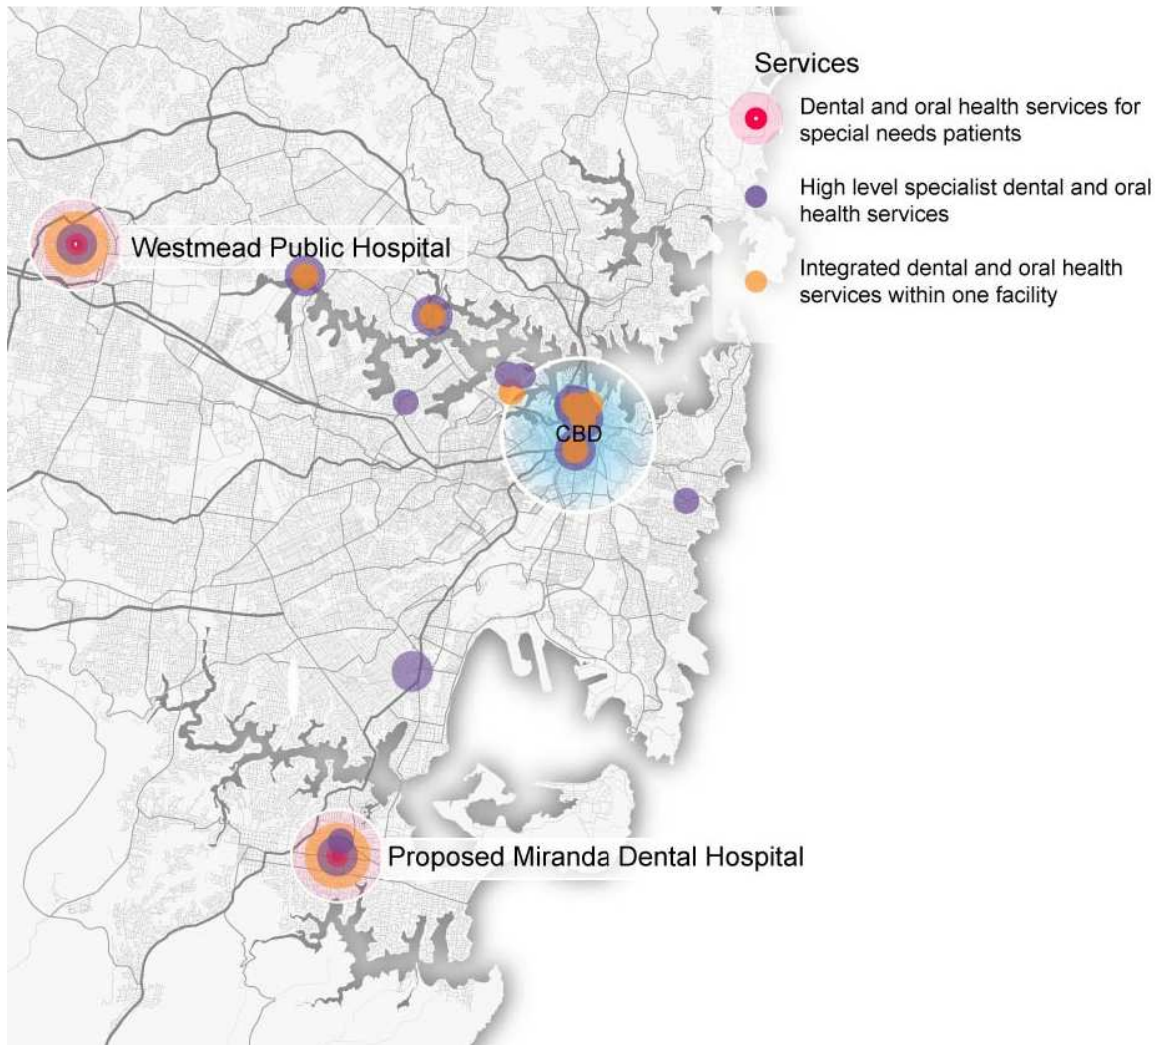 Services
Dental and oral health services for
special needs patients
High level specialist dental and oral
health services
Integrated dental and oral health
services within one facility
Westmead Public Hospital
CBD
Proposed Miranda Dental Hospital